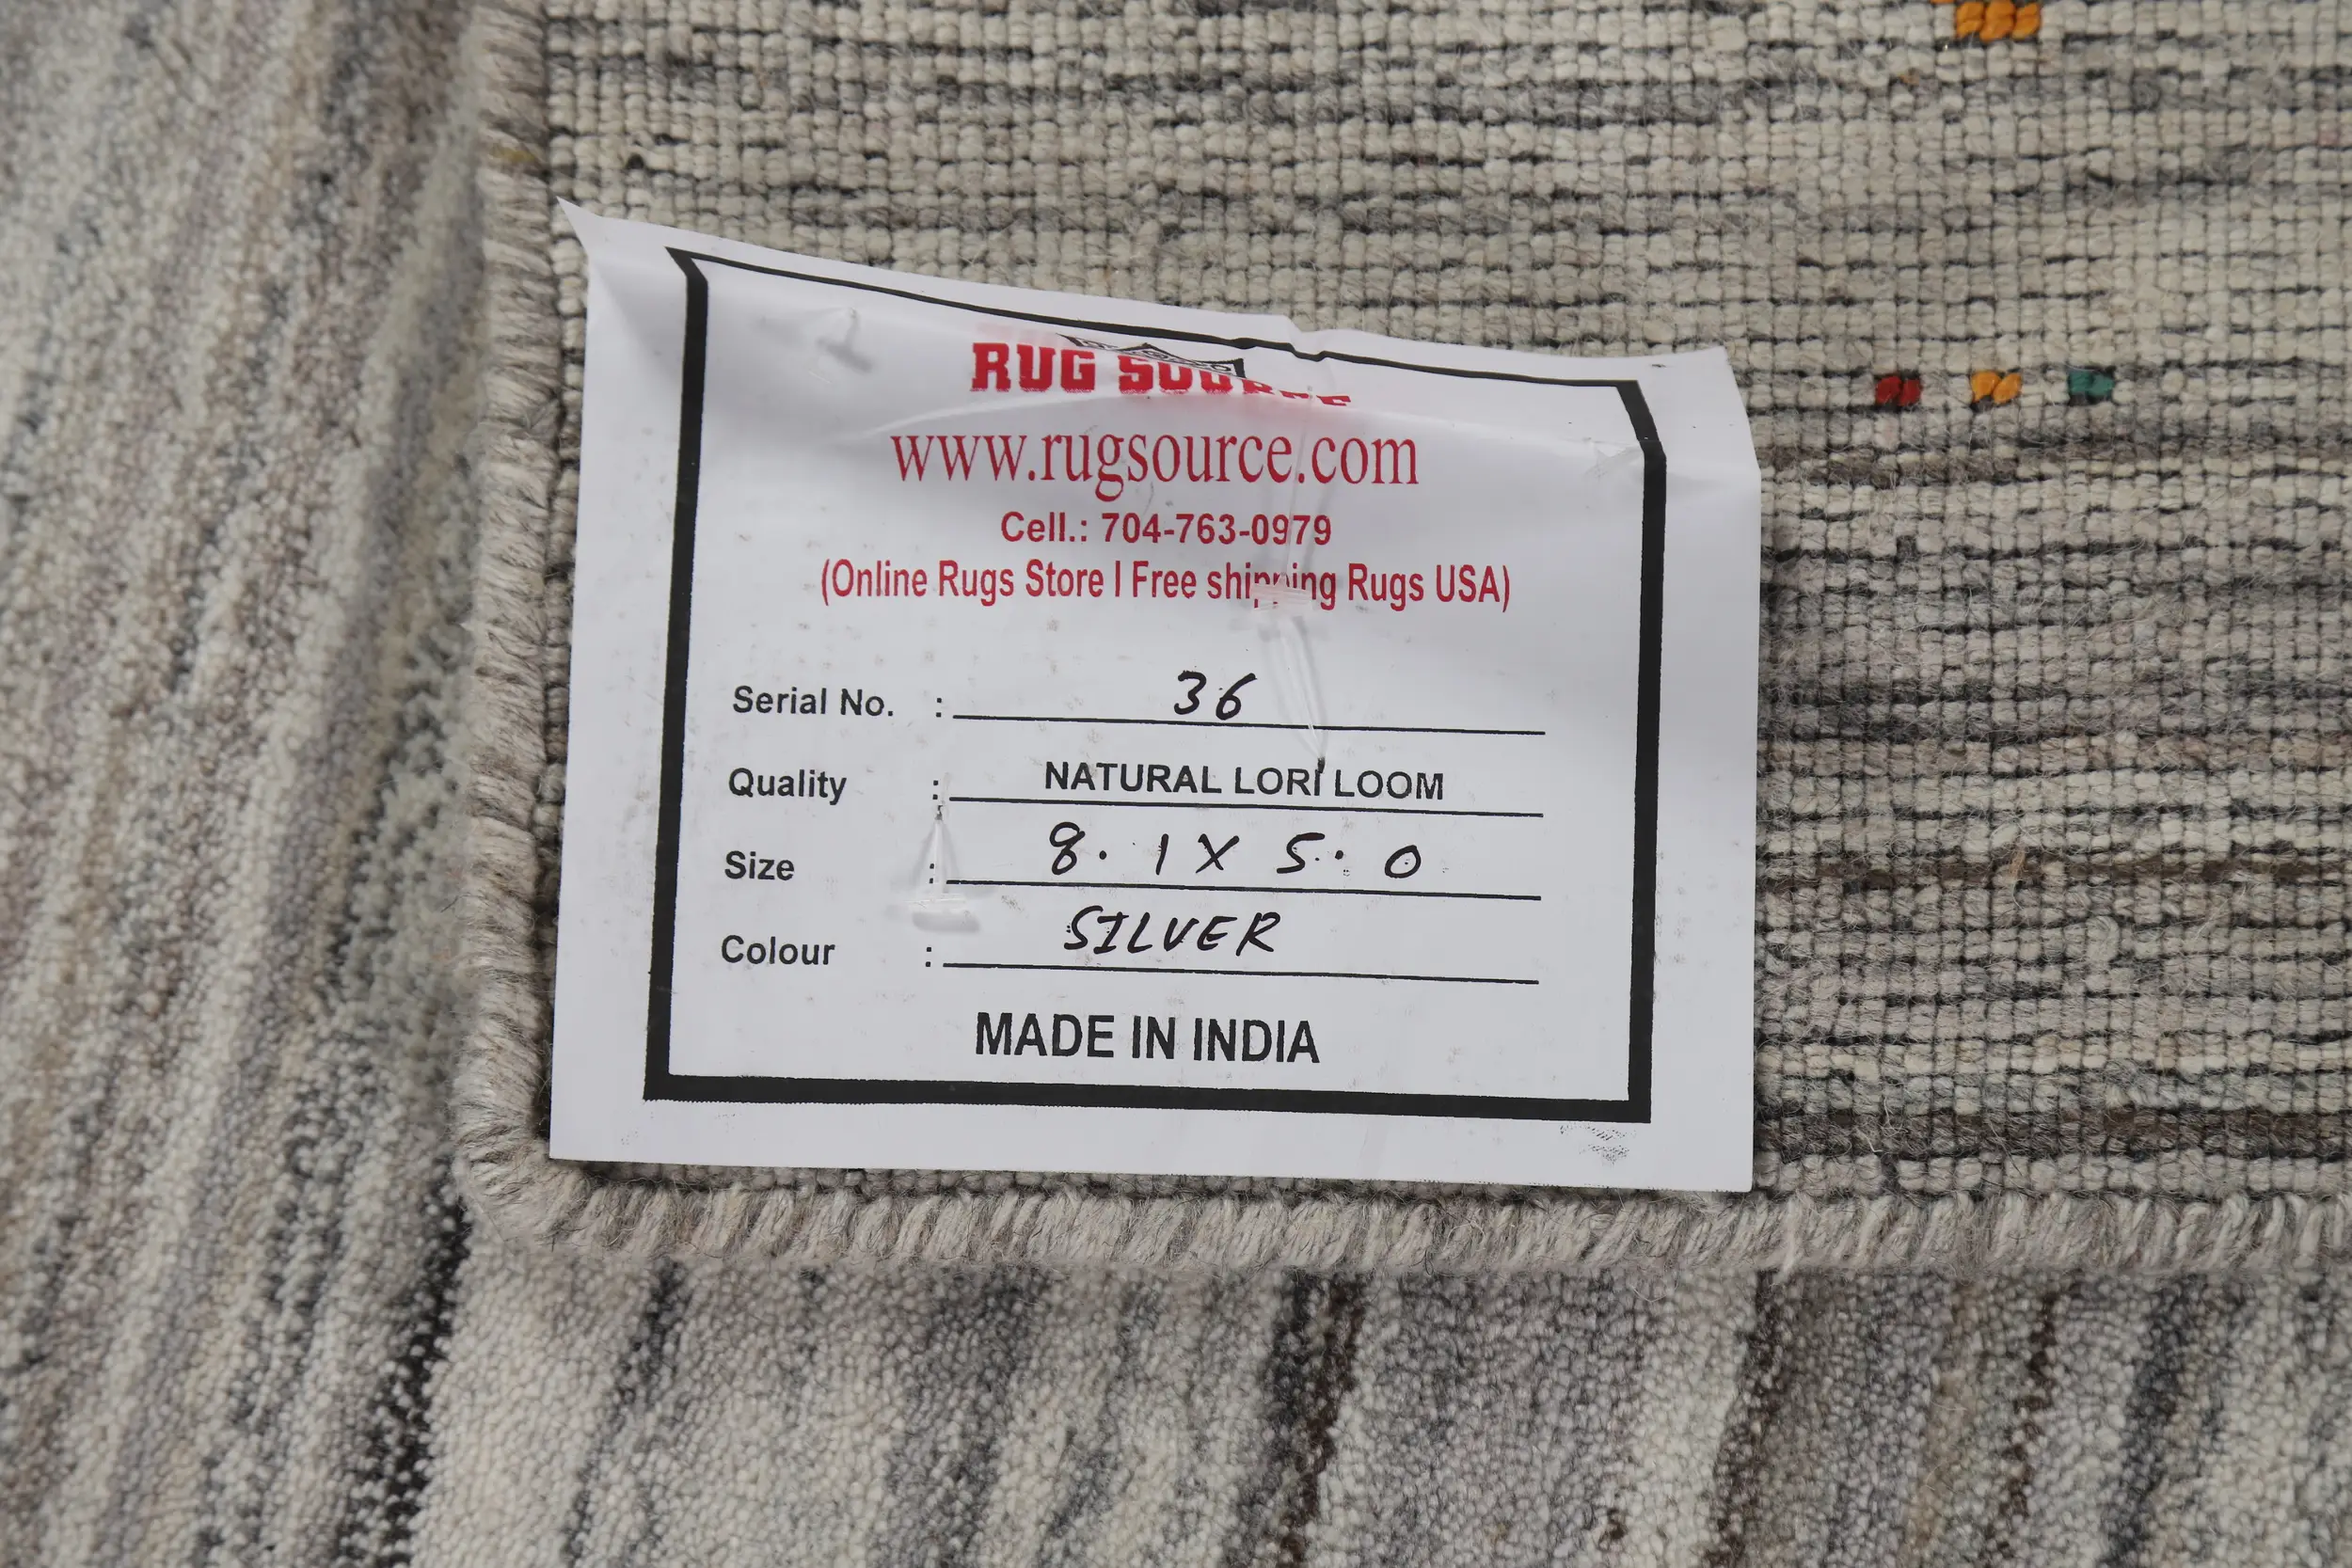 RUG SOURCE
www.rugsource.com
Cell.: 704-763-0979
(Online Rugs Store I Free shipping Rugs USA)
Serial No. : 36
Quality : NATURAL LORI LOOM
Size : 8.1 X 5.0
Colour : SILVER
MADE IN INDIA